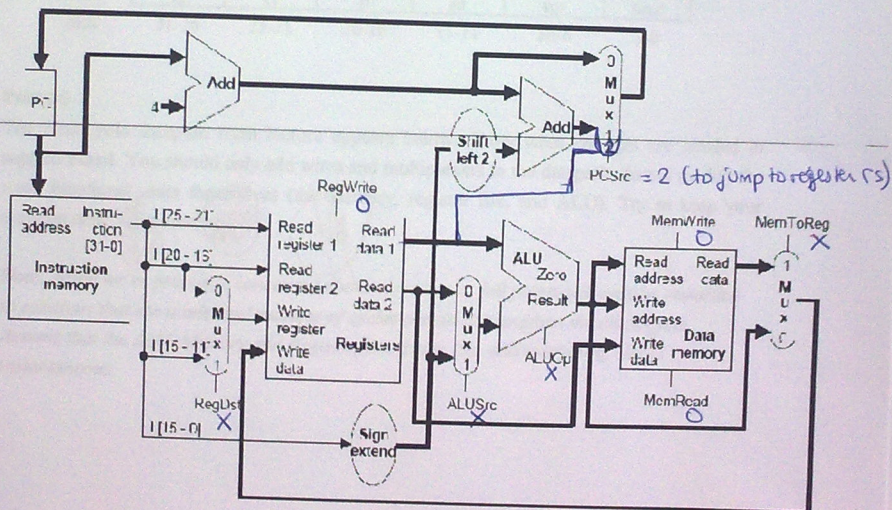 PC
4
Add
Add
Shift
left 2
0
M
u
x
1
2
PCSrc = 2 (to jump to register rs)
Read
address
Instru-
ction
[31-0]
Instruction
memory
I [25 - 21]
I [20 - 16]
I [15 - 11]
I [15 - 0]
0
M
u
x
1
RegDst
X
RegWrite
0
Read
register 1
Read
data 1
Read
register 2
Read
data 2
Write
register
Write
data
Registers
Sign
extend
0
M
u
x
1
ALUSrc
X
ALU
Zero
Result
ALUOp
X
MemWrite
0
Read
address
Read
data
Write
address
Write
data
Data
memory
MemRead
0
MemToReg
X
1
M
u
x
0